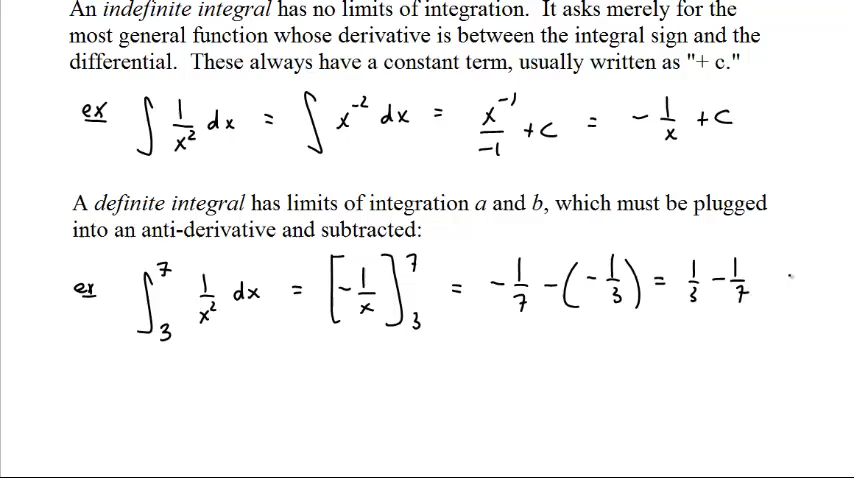 An indefinite integral has no limits of integration. It asks merely for the
most general function whose derivative is between the integral sign and the
differential. These always have a constant term, usually written as "+ c."
ex ∫ 1/x² dx = ∫ x⁻² dx = x⁻¹/-1 + c = -1/x + c
A definite integral has limits of integration a and b, which must be plugged
into an anti-derivative and subtracted:
ex ∫₃⁷ 1/x² dx = [-1/x]₃⁷ = -1/7 - (-1/3) = 1/3 - 1/7